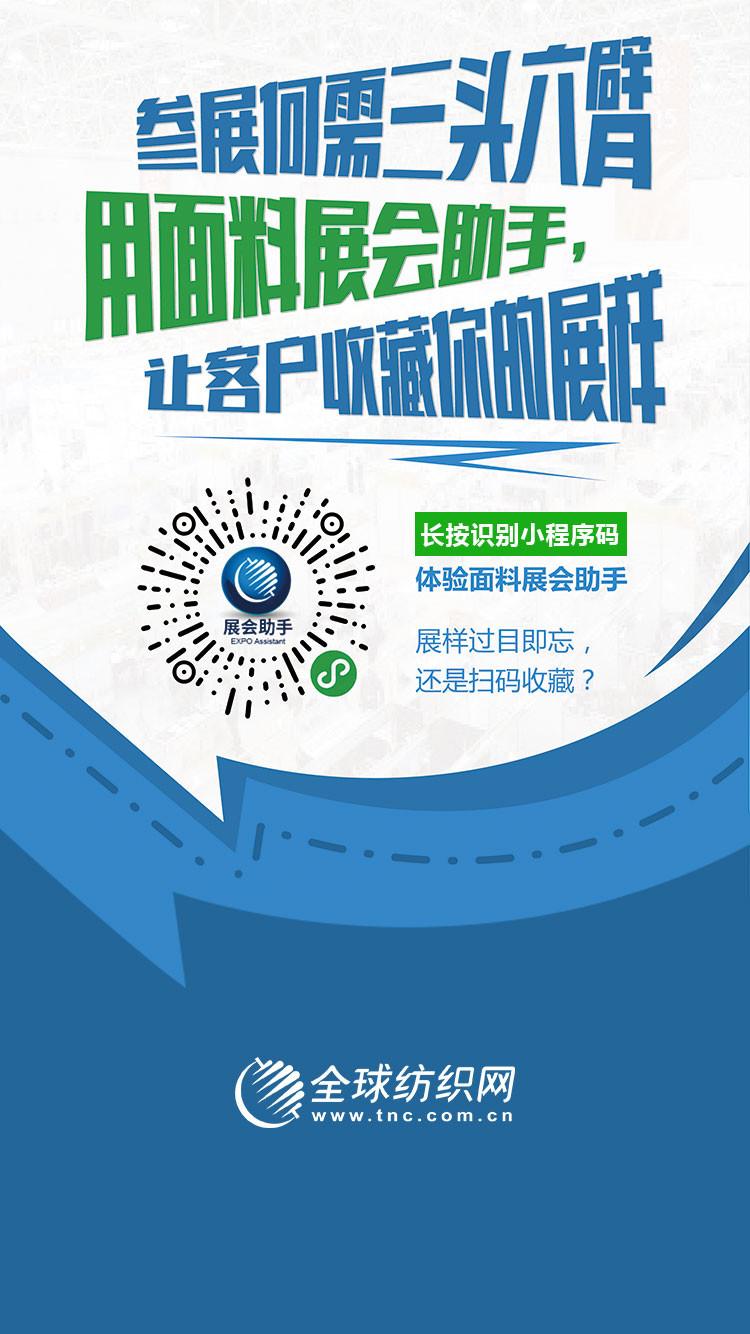 参展何需三头六臂
用面料展会助手，
让客户收藏你的展样
展会助手
EXPO Assistant
长按识别小程序码
体验面料展会助手
展样过目即忘，
还是扫码收藏？
全球纺织网
www.tnc.com.cn